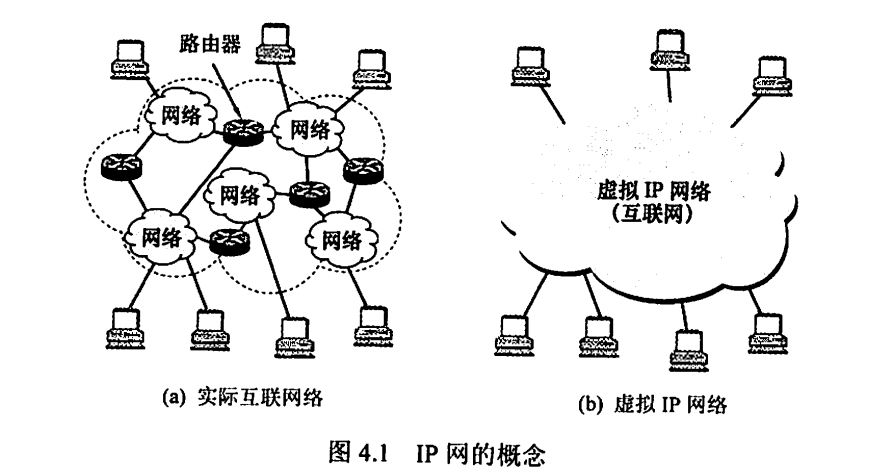 路由器
网络
网络
网络
网络
网络
虚拟 IP 网络
(互联网)
(a) 实际互联网络
(b) 虚拟 IP 网络
图 4.1 IP 网的概念